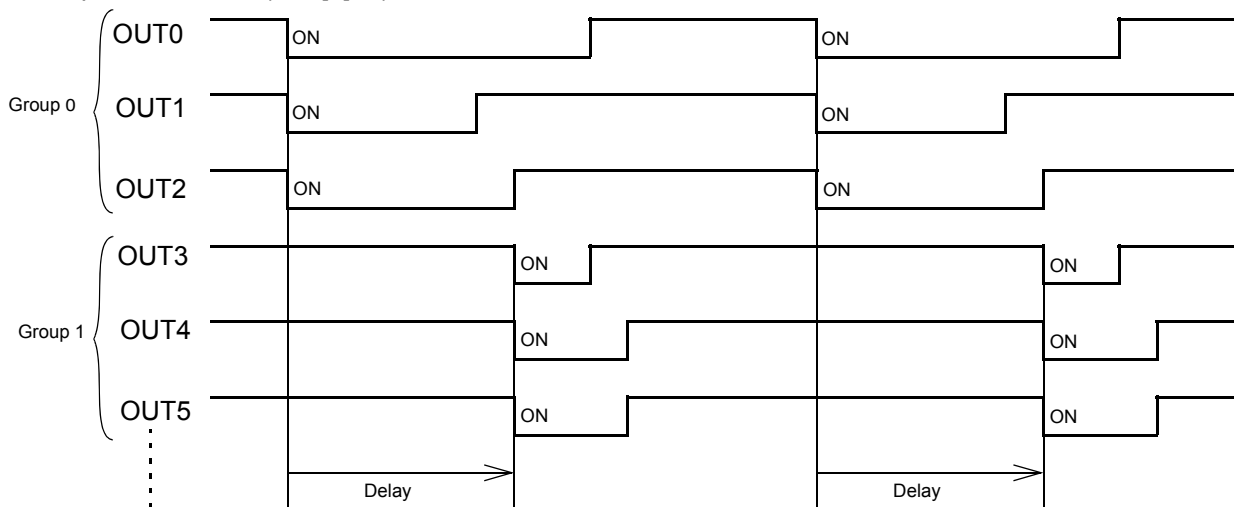 OUT0 ON ON
Group 0 OUT1 ON ON
OUT2 ON ON
OUT3 ON ON
Group 1 OUT4 ON ON
OUT5 ON ON
Delay Delay